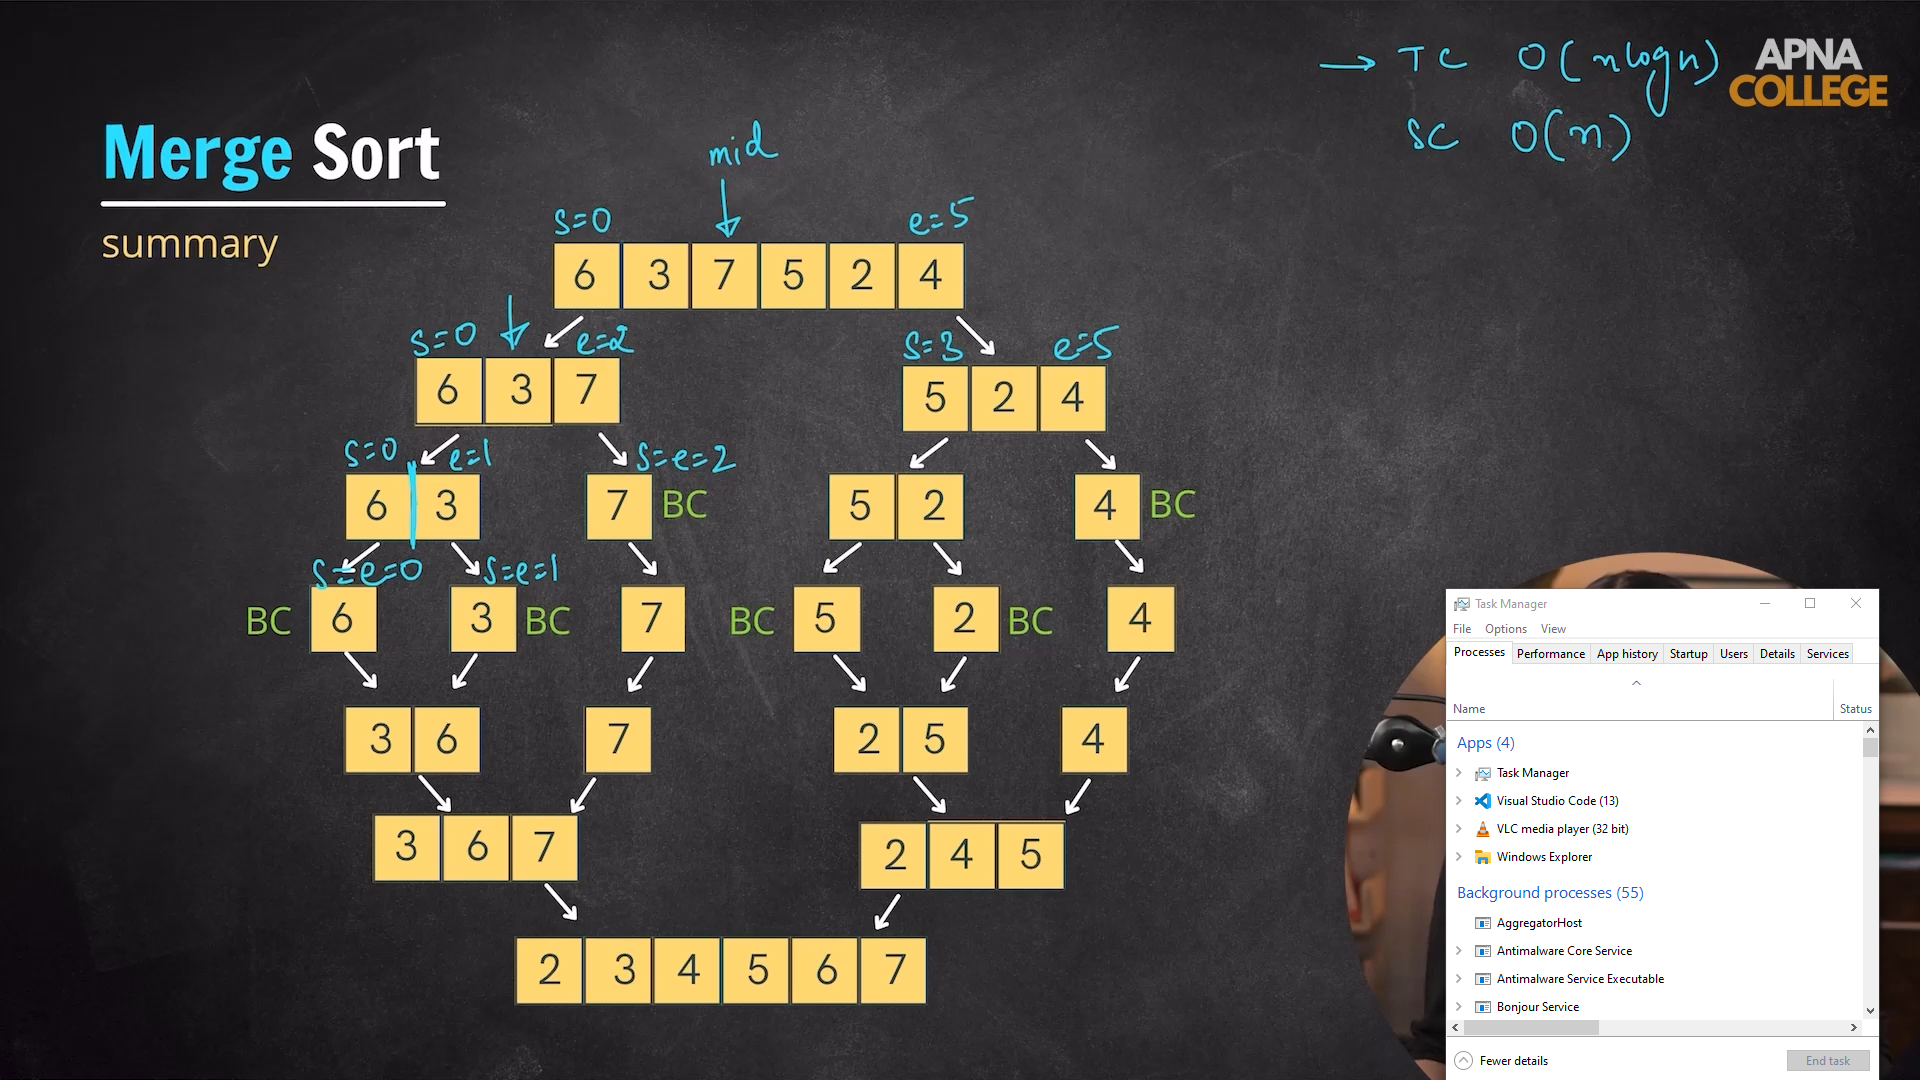 → TC O(nlogn)
SC O(n)
APNA
COLLEGE
Merge Sort
summary
mid
s=0 e=5
6 3 7 5 2 4
s=0 e=2 s=3 e=5
6 3 7 5 2 4
s=0 e=1 s=e=2
6 3 7 BC 5 2 4 BC
s=e=0 s=e=1
BC 6 3 BC 7 BC 5 2 BC 4
3 6 7 2 5 4
3 6 7 2 4 5
2 3 4 5 6 7
Task Manager
File Options View
Processes Performance App history Startup Users Details Services
Name Status
Apps (4)
Task Manager
Visual Studio Code (13)
VLC media player (32 bit)
Windows Explorer
Background processes (55)
AggregatorHost
Antimalware Core Service
Antimalware Service Executable
Bonjour Service
Fewer details End task